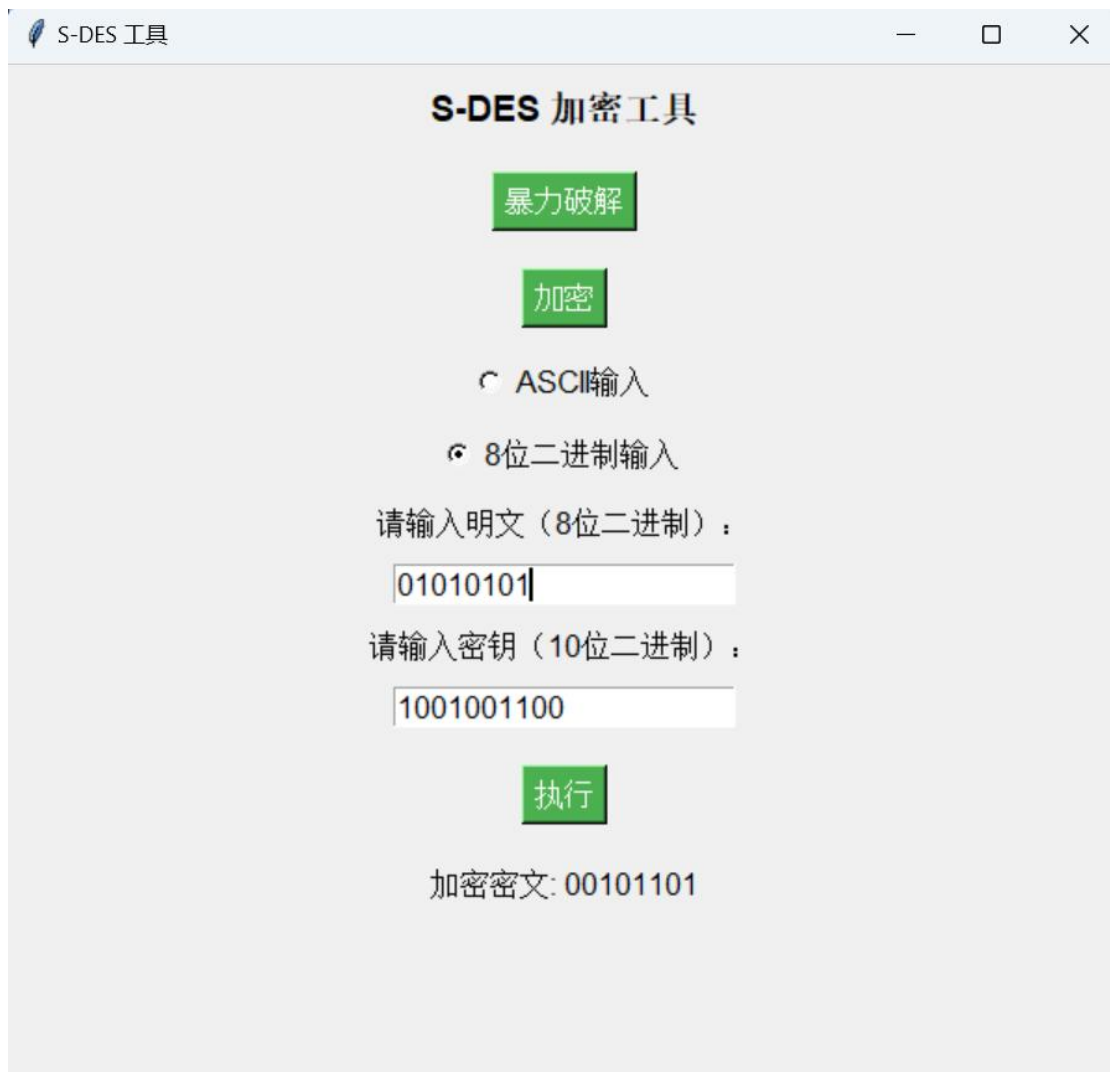 S-DES 工具
S-DES 加密工具
暴力破解
加密
ASCII输入
8位二进制输入
请输入明文（8位二进制）：
01010101
请输入密钥（10位二进制）：
1001001100
执行
加密密文: 00101101